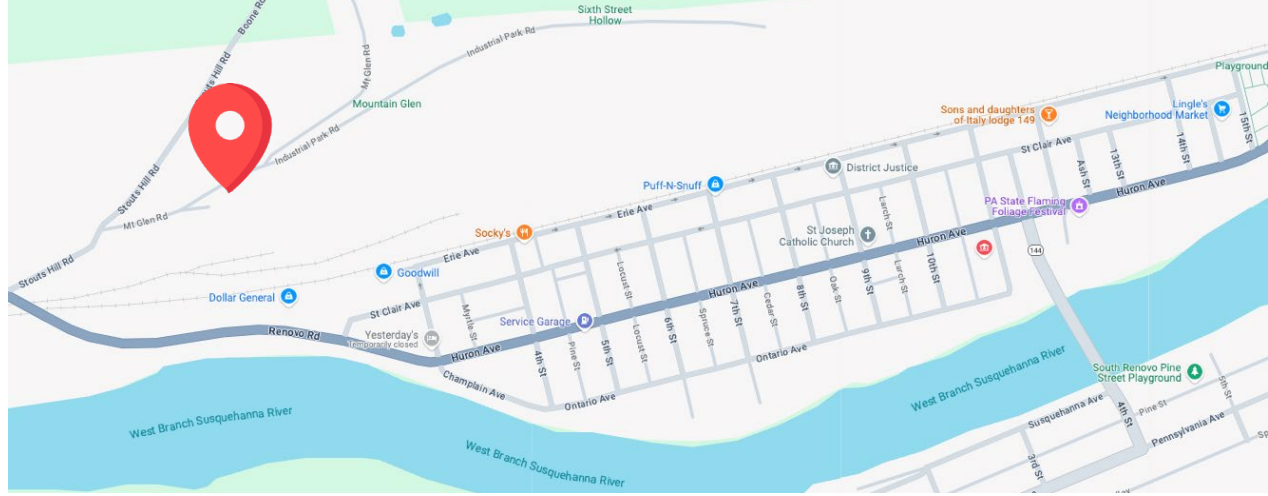 Sixth Street
Hollow
Boone Rd
Stouts Hill Rd
Mt Glen Rd
Industrial Park Rd
Mountain Glen
Industrial Park Rd
Stouts Hill Rd
Mt Glen Rd
Stouts Hill Rd
Playground
Lingle's
Neighborhood Market
15th St
Sons and daughters
of Italy lodge 149
14th St
St Clair Ave
13th St
Ash St
District Justice
Puff-N-Snuff
Huron Ave
PA State Flaming
Foliage Festival
Erie Ave
Larch St
St Joseph
Catholic Church
Huron Ave
Socky's
Erie Ave
144
10th St
Goodwill
Locust St
9th St
Larch St
Dollar General
Huron Ave
8th St
Oak St
St Clair Ave
7th St
Cedar St
Myrtle St
Service Garage
6th St
Spruce St
Renovo Rd
Yesterday's
Temporarily closed
Huron Ave
4th St
Pine St
5th St
Locust St
Ontario Ave
Champlain Ave
Ontario Ave
West Branch Susquehanna River
South Renovo Pine
Street Playground
West Branch Susquehanna River
West Branch Susquehanna River
Susquehanna Ave
4th St
Pine St
5th St
Pennsylvania Ave
3rd St